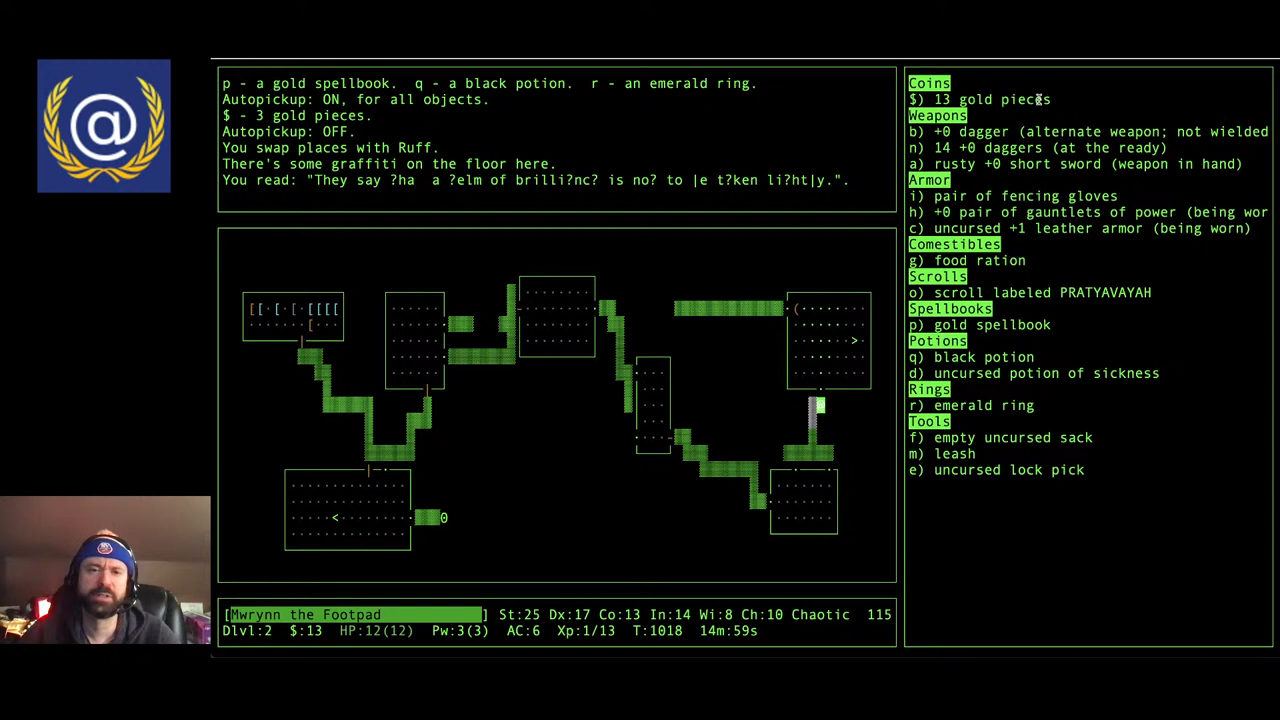 @
p - a gold spellbook.  q - a black potion.  r - an emerald ring.
Autopickup: ON, for all objects.
$ - 3 gold pieces.
Autopickup: OFF.
You swap places with Ruff.
There's some graffiti on the floor here.
You read: "They say ?ha  a ?elm of brilli?nc? is no? to |e t?ken li?ht|y.".
[[·[·[·[[[[
[
(
>
<
0
[Mwrynn the Footpad] St:25 Dx:17 Co:13 In:14 Wi:8 Ch:10 Chaotic 115
Dlvl:2 $:13 HP:12(12) Pw:3(3) AC:6 Xp:1/13 T:1018 14m:59s
Coins
$) 13 gold pieces
Weapons
b) +0 dagger (alternate weapon; not wielded
n) 14 +0 daggers (at the ready)
a) rusty +0 short sword (weapon in hand)
Armor
i) pair of fencing gloves
h) +0 pair of gauntlets of power (being wor
c) uncursed +1 leather armor (being worn)
Comestibles
g) food ration
Scrolls
o) scroll labeled PRATYAVAYAH
Spellbooks
p) gold spellbook
Potions
q) black potion
d) uncursed potion of sickness
Rings
r) emerald ring
Tools
f) empty uncursed sack
m) leash
e) uncursed lock pick